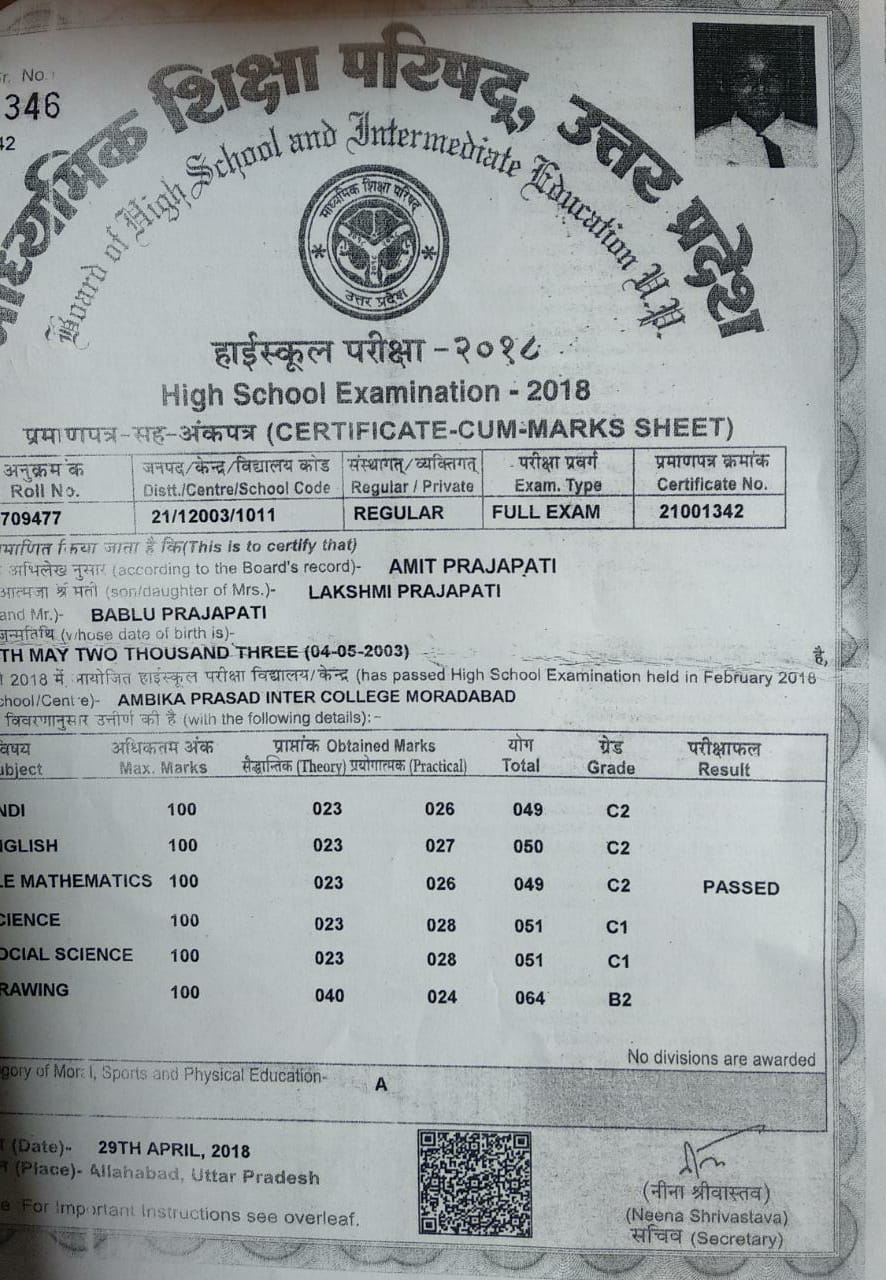 r. No.
346
42
माध्यमिक शिक्षा परिषद्, उत्तर प्रदेश
Board of High School and Intermediate Education U.P.
माध्यमिक शिक्षा परिषद्
उत्तर प्रदेश
हाईस्कूल परीक्षा - २०१८
High School Examination - 2018
प्रमाणपत्र-सह-अंकपत्र (CERTIFICATE-CUM-MARKS SHEET)
अनुक्रमांक जनपद/केन्द्र/विद्यालय कोड संस्थागत/व्यक्तिगत परीक्षा प्रवर्ग प्रमाणपत्र क्रमांक
Roll No. Distt./Centre/School Code Regular / Private Exam. Type Certificate No.
709477 21/12003/1011 REGULAR FULL EXAM 21001342
माणित किया जाता है कि(This is to certify that)
अभिलेखानुसार (according to the Board's record)- AMIT PRAJAPATI
आत्मजा श्रीमती (son/daughter of Mrs.)- LAKSHMI PRAJAPATI
and Mr.)- BABLU PRAJAPATI
जन्मतिथि (whose date of birth is)-
TH MAY TWO THOUSAND THREE (04-05-2003) है,
2018 में आयोजित हाईस्कूल परीक्षा विद्यालय/केन्द्र (has passed High School Examination held in February 2018
chool/Centre)- AMBIKA PRASAD INTER COLLEGE MORADABAD
विवरणानुसार उत्तीर्ण की है (with the following details):-
विषय अधिकतम अंक प्राप्तांक Obtained Marks योग ग्रेड परीक्षाफल
ubject Max. Marks सैद्धान्तिक (Theory) प्रयोगात्मक (Practical) Total Grade Result
NDI 100 023 026 049 C2
NGLISH 100 023 027 050 C2
LE MATHEMATICS 100 023 026 049 C2 PASSED
CIENCE 100 023 028 051 C1
OCIAL SCIENCE 100 023 028 051 C1
RAWING 100 040 024 064 B2
No divisions are awarded
gory of Moral, Sports and Physical Education- A
(Date)- 29TH APRIL, 2018
(Place)- Allahabad, Uttar Pradesh
e For Important Instructions see overleaf.
(नीना श्रीवास्तव)
(Neena Shrivastava)
सचिव (Secretary)